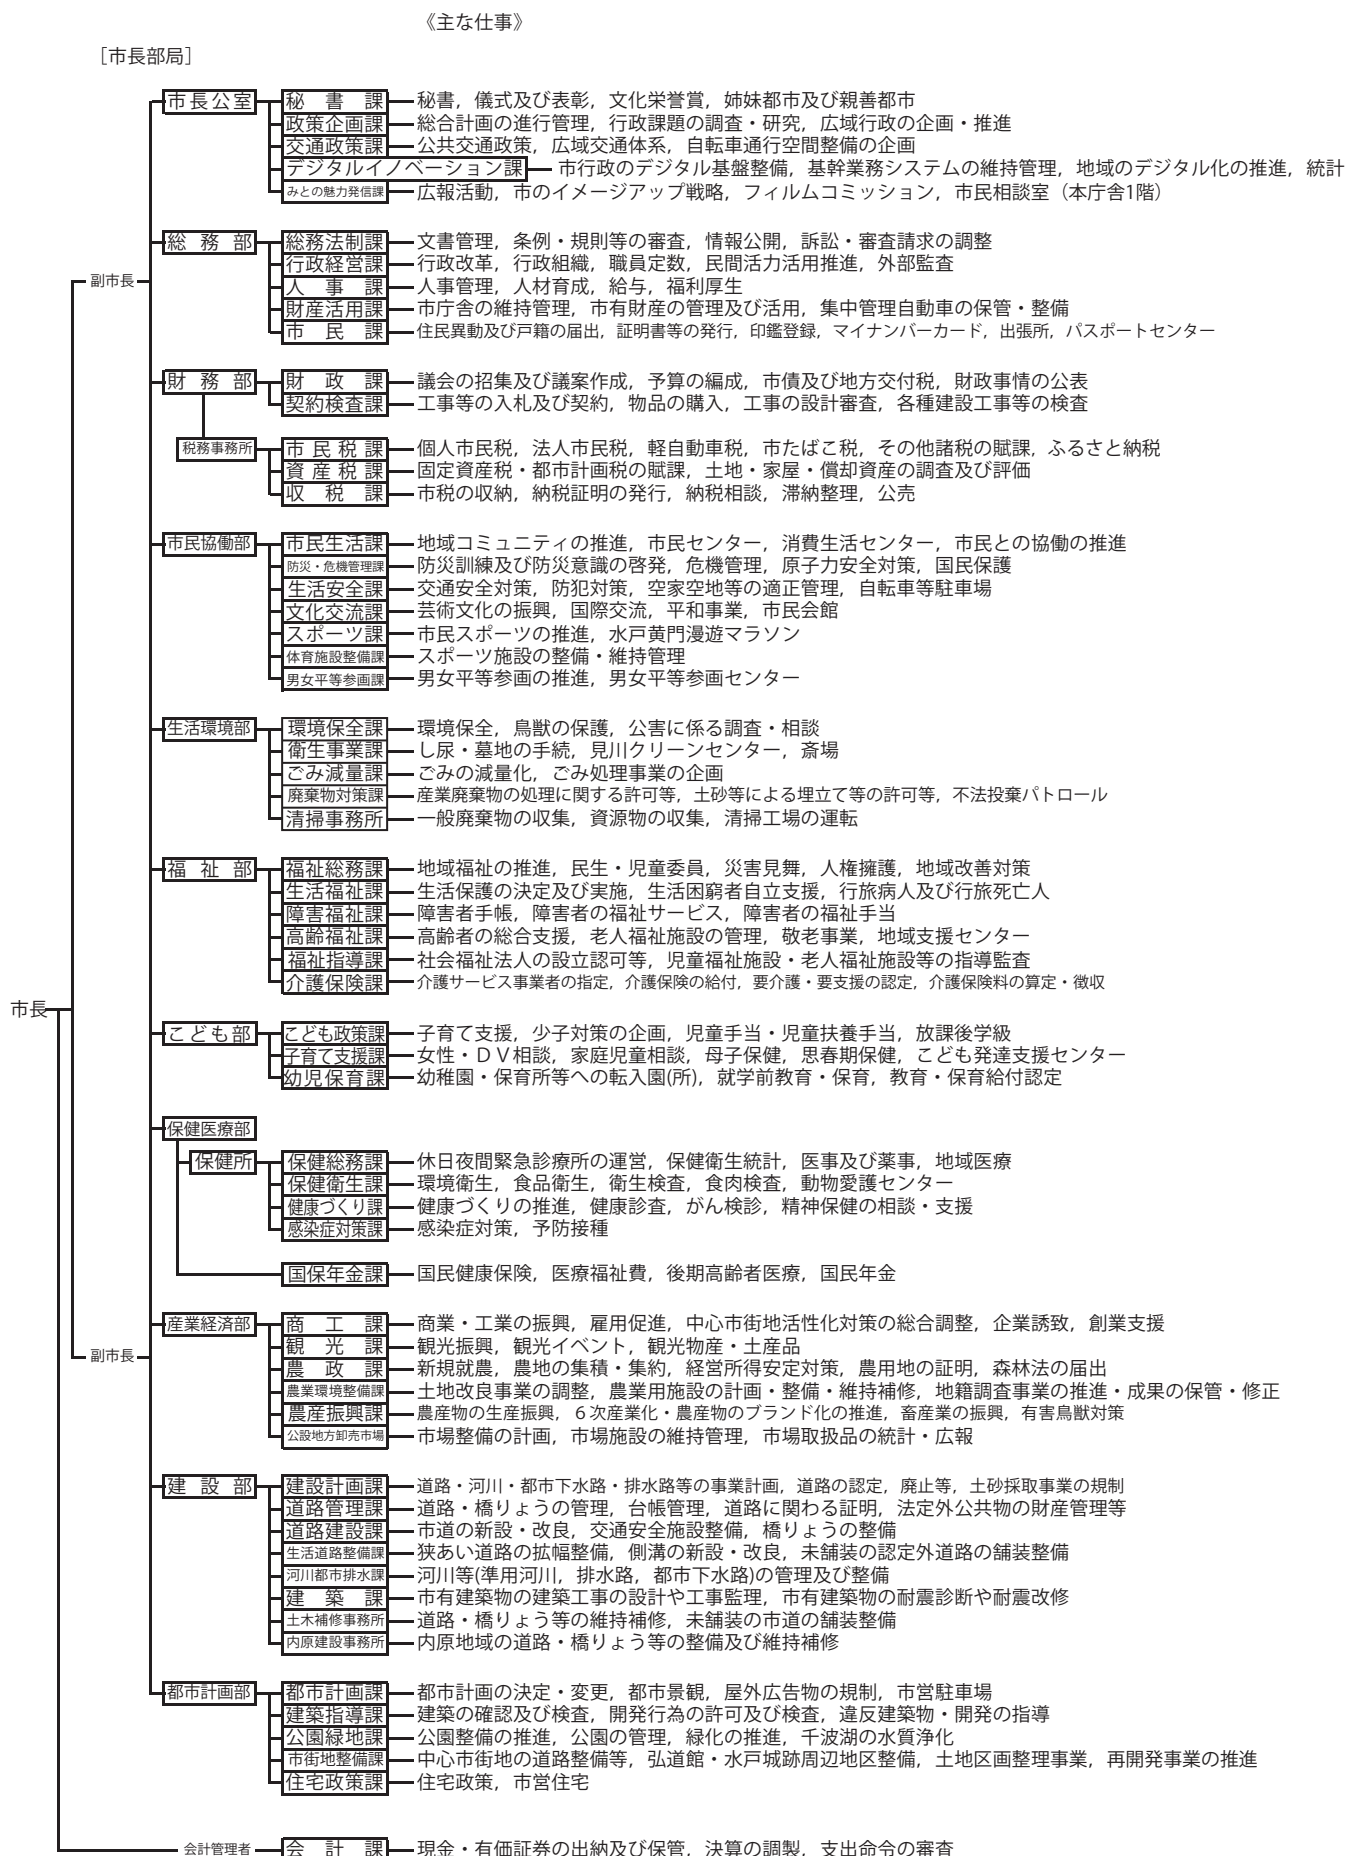 《主な仕事》
［市長部局］
市長公室 秘書課 秘書，儀式及び表彰，文化栄誉賞，姉妹都市及び親善都市
政策企画課 総合計画の進行管理，行政課題の調査・研究，広域行政の企画・推進
交通政策課 公共交通政策，広域交通体系，自転車通行空間整備の企画
デジタルイノベーション課 市行政のデジタル基盤整備，基幹業務システムの維持管理，地域のデジタル化の推進，統計
みとの魅力発信課 広報活動，市のイメージアップ戦略，フィルムコミッション，市民相談室（本庁舎1階）
総務部 総務法制課 文書管理，条例・規則等の審査，情報公開，訴訟・審査請求の調整
行政経営課 行政改革，行政組織，職員定数，民間活力活用推進，外部監査
副市長
人事課 人事管理，人材育成，給与，福利厚生
財産活用課 市庁舎の維持管理，市有財産の管理及び活用，集中管理自動車の保管・整備
市民課 住民異動及び戸籍の届出，証明書等の発行，印鑑登録，マイナンバーカード，出張所，パスポートセンター
財務部 財政課 議会の招集及び議案作成，予算の編成，市債及び地方交付税，財政事情の公表
契約検査課 工事等の入札及び契約，物品の購入，工事の設計審査，各種建設工事等の検査
税務事務所 市民税課 個人市民税，法人市民税，軽自動車税，市たばこ税，その他諸税の賦課，ふるさと納税
資産税課 固定資産税・都市計画税の賦課，土地・家屋・償却資産の調査及び評価
収税課 市税の収納，納税証明の発行，納税相談，滞納整理，公売
市民協働部 市民生活課 地域コミュニティの推進，市民センター，消費生活センター，市民との協働の推進
防災・危機管理課 防災訓練及び防災意識の啓発，危機管理，原子力安全対策，国民保護
生活安全課 交通安全対策，防犯対策，空家空地等の適正管理，自転車等駐車場
文化交流課 芸術文化の振興，国際交流，平和事業，市民会館
スポーツ課 市民スポーツの推進，水戸黄門漫遊マラソン
体育施設整備課 スポーツ施設の整備・維持管理
男女平等参画課 男女平等参画の推進，男女平等参画センター
生活環境部 環境保全課 環境保全，鳥獣の保護，公害に係る調査・相談
衛生事業課 し尿・墓地の手続，見川クリーンセンター，斎場
ごみ減量課 ごみの減量化，ごみ処理事業の企画
廃棄物対策課 産業廃棄物の処理に関する許可等，土砂等による埋立て等の許可等，不法投棄パトロール
清掃事務所 一般廃棄物の収集，資源物の収集，清掃工場の運転
福祉部 福祉総務課 地域福祉の推進，民生・児童委員，災害見舞，人権擁護，地域改善対策
生活福祉課 生活保護の決定及び実施，生活困窮者自立支援，行旅病人及び行旅死亡人
障害福祉課 障害者手帳，障害者の福祉サービス，障害者の福祉手当
高齢福祉課 高齢者の総合支援，老人福祉施設の管理，敬老事業，地域支援センター
福祉指導課 社会福祉法人の設立認可等，児童福祉施設・老人福祉施設等の指導監査
介護保険課 介護サービス事業者の指定，介護保険の給付，要介護・要支援の認定，介護保険料の算定・徴収
市長
こども部 こども政策課 子育て支援，少子対策の企画，児童手当・児童扶養手当，放課後学級
子育て支援課 女性・ＤＶ相談，家庭児童相談，母子保健，思春期保健，こども発達支援センター
幼児保育課 幼稚園・保育所等への転入園(所)，就学前教育・保育，教育・保育給付認定
保健医療部
保健所 保健総務課 休日夜間緊急診療所の運営，保健衛生統計，医事及び薬事，地域医療
保健衛生課 環境衛生，食品衛生，衛生検査，食肉検査，動物愛護センター
健康づくり課 健康づくりの推進，健康診査，がん検診，精神保健の相談・支援
感染症対策課 感染症対策，予防接種
国保年金課 国民健康保険，医療福祉費，後期高齢者医療，国民年金
産業経済部 商工課 商業・工業の振興，雇用促進，中心市街地活性化対策の総合調整，企業誘致，創業支援
観光課 観光振興，観光イベント，観光物産・土産品
副市長
農政課 新規就農，農地の集積・集約，経営所得安定対策，農用地の証明，森林法の届出
農業環境整備課 土地改良事業の調整，農業用施設の計画・整備・維持補修，地籍調査事業の推進・成果の保管・修正
農産振興課 農産物の生産振興，６次産業化・農産物のブランド化の推進，畜産業の振興，有害鳥獣対策
公設地方卸売市場 市場整備の計画，市場施設の維持管理，市場取扱品の統計・広報
建設部 建設計画課 道路・河川・都市下水路・排水路等の事業計画，道路の認定，廃止等，土砂採取事業の規制
道路管理課 道路・橋りょうの管理，台帳管理，道路に関わる証明，法定外公共物の財産管理等
道路建設課 市道の新設・改良，交通安全施設整備，橋りょうの整備
生活道路整備課 狭あい道路の拡幅整備，側溝の新設・改良，未舗装の認定外道路の舗装整備
河川都市排水課 河川等(準用河川，排水路，都市下水路)の管理及び整備
建築課 市有建築物の建築工事の設計や工事監理，市有建築物の耐震診断や耐震改修
土木補修事務所 道路・橋りょう等の維持補修，未舗装の市道の舗装整備
内原建設事務所 内原地域の道路・橋りょう等の整備及び維持補修
都市計画部 都市計画課 都市計画の決定・変更，都市景観，屋外広告物の規制，市営駐車場
建築指導課 建築の確認及び検査，開発行為の許可及び検査，違反建築物・開発の指導
公園緑地課 公園整備の推進，公園の管理，緑化の推進，千波湖の水質浄化
市街地整備課 中心市街地の道路整備等，弘道館・水戸城跡周辺地区整備，土地区画整理事業，再開発事業の推進
住宅政策課 住宅政策，市営住宅
会計管理者 会計課 現金・有価証券の出納及び保管，決算の調製，支出命令の審査